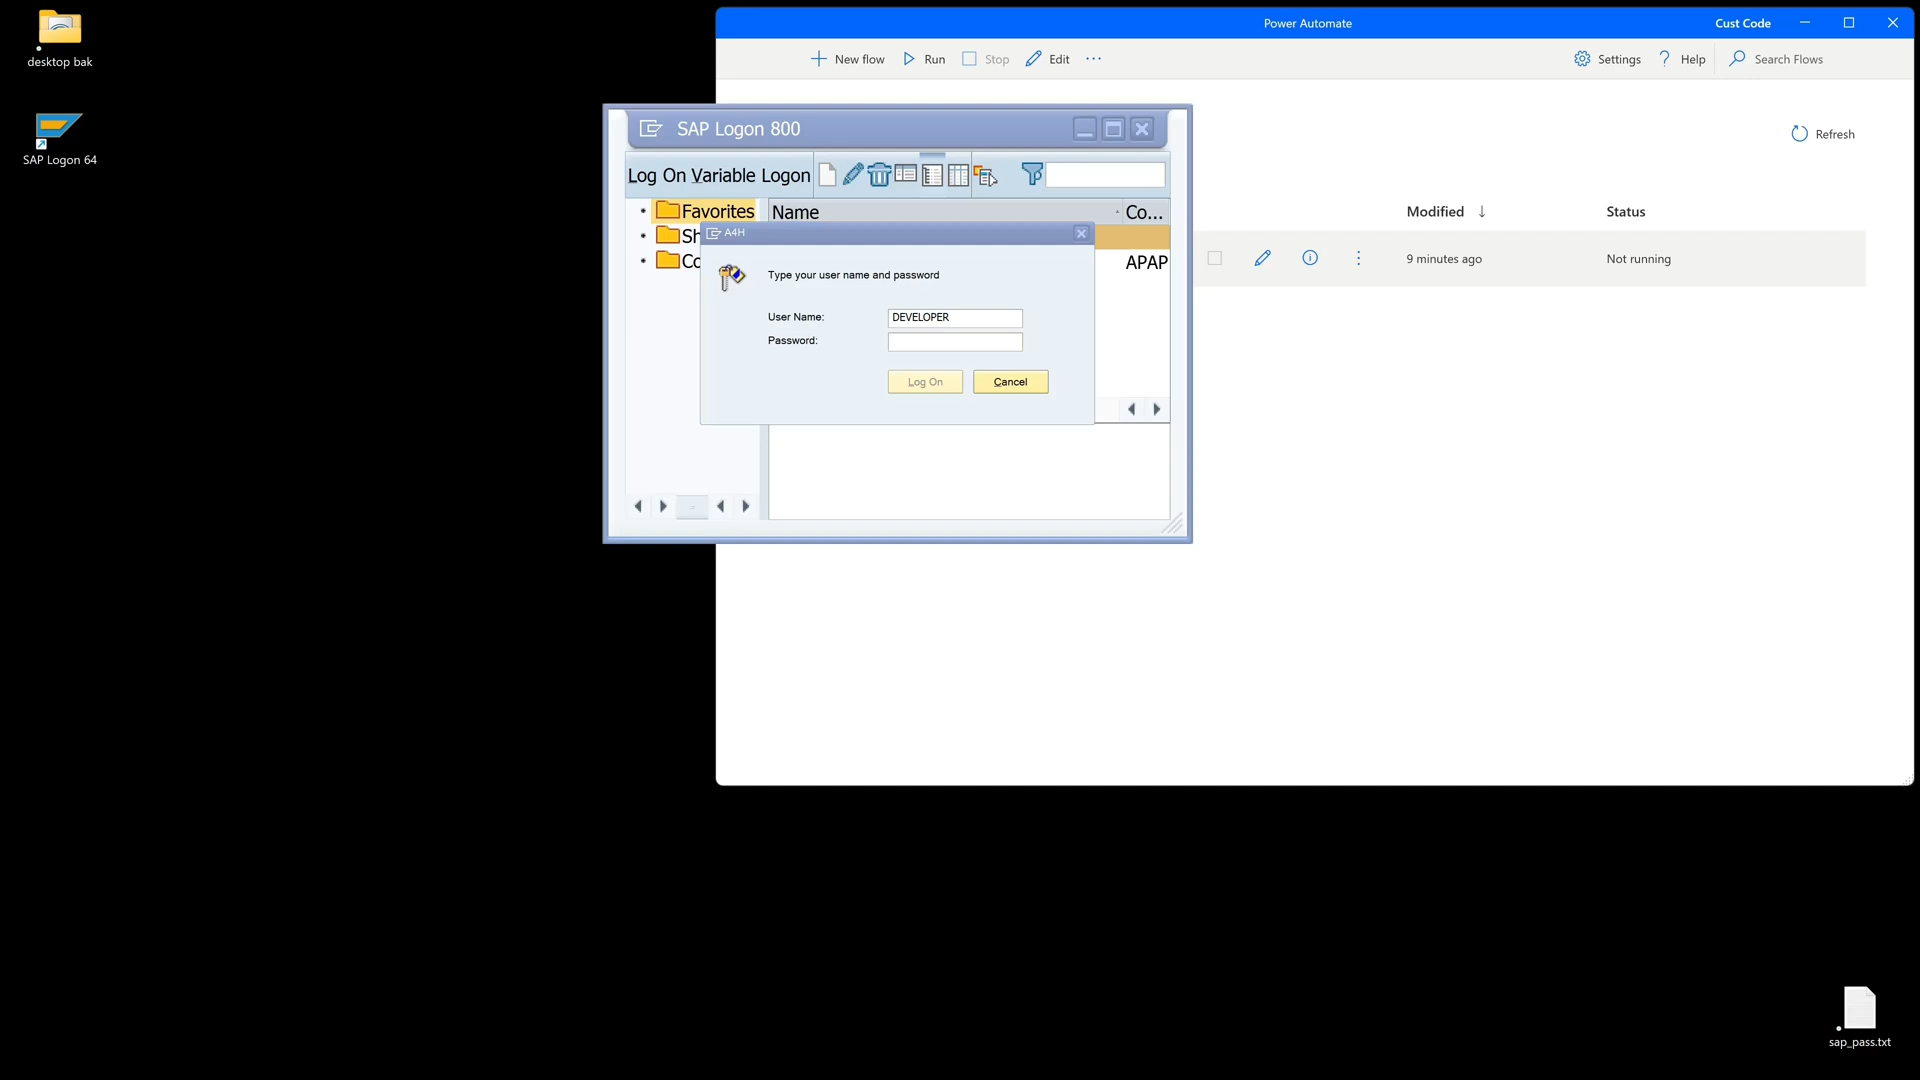 desktop bak
SAP Logon 64
Power Automate
Cust Code
New flow
Run
Stop
Edit
Settings
Help
Search Flows
Refresh
Modified
Status
9 minutes ago
Not running
SAP Logon 800
Log On Variable Logon
Favorites
Sh
Co
Name
Co...
APAP
A4H
Type your user name and password
User Name:
DEVELOPER
Password:
Log On
Cancel
sap_pass.txt